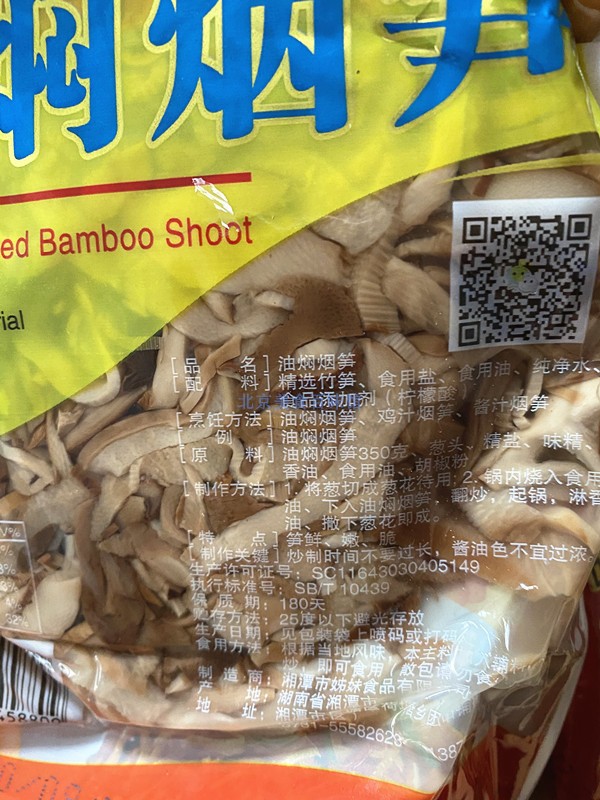 焖烟笋
ed Bamboo Shoot
rial
[品 名] 油焖烟笋
[配 料] 精选竹笋、食用盐、食用油、纯净水、
食品添加剂（柠檬酸
[烹饪方法] 油焖烟笋、鸡汁烟笋、酱汁烟笋
[例 ] 油焖烟笋
[原 料] 油焖烟笋350克、葱头、精盐、味精、
香油、食用油、胡椒粉
[制作方法] 1.将葱切成葱花待用;2.锅内烧入食用
油、下入油焖烟笋、翻炒，起锅，淋香
油、撒下葱花即成。
[特 点] 笋鲜、嫩、脆
[制作关键] 炒制时间不要过长，酱油色不宜过浓。
生产许可证号：SC11643030405149
执行标准号：SB/T 10439
保质期：180天
贮存方法：25度以下避光存放
生产日期：见包装袋上喷码或打码
食用方法：根据当地风味，本主料
炒，即可食用，散包请
制造商：湘潭市姊妹食品有限
产 地：湖南省湘潭市
地 址：湘潭市
55582628
V%
%
32%